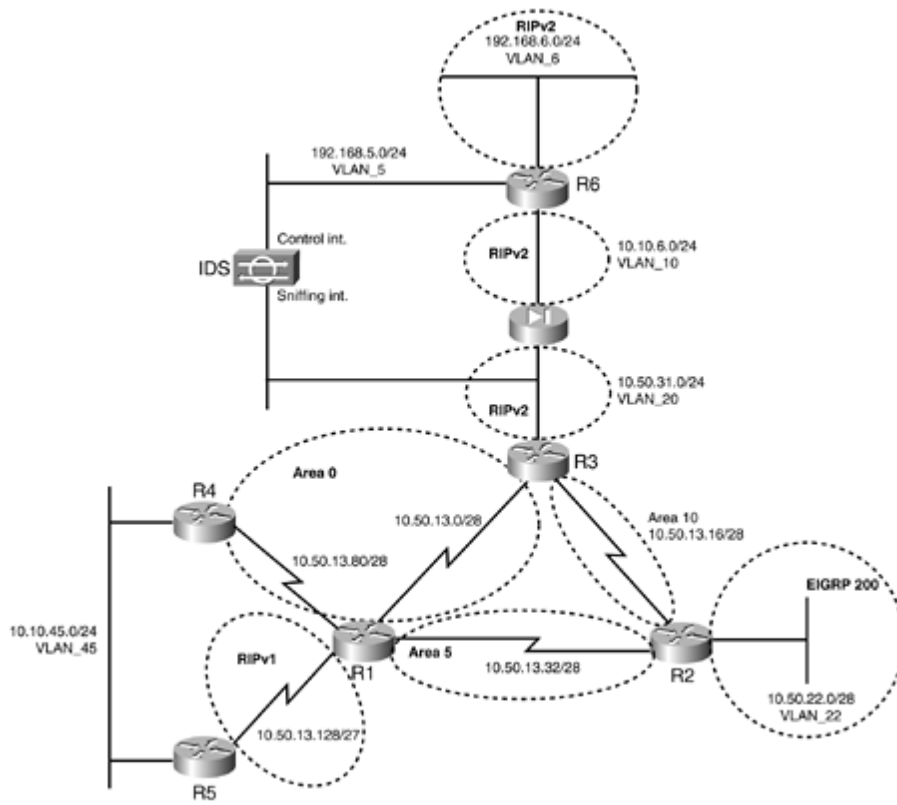 RIPv2
192.168.6.0/24
VLAN_6
192.168.5.0/24
VLAN_5
R6
Control int.
IDS
Sniffing int.
RIPv2
10.10.6.0/24
VLAN_10
10.50.31.0/24
VLAN_20
RIPv2
R3
Area 0
R4
10.50.13.0/28
Area 10
10.50.13.16/28
10.50.13.80/28
EIGRP 200
10.10.45.0/24
VLAN_45
RIPv1
R1
Area 5
10.50.13.32/28
R2
10.50.22.0/28
VLAN_22
10.50.13.128/27
R5